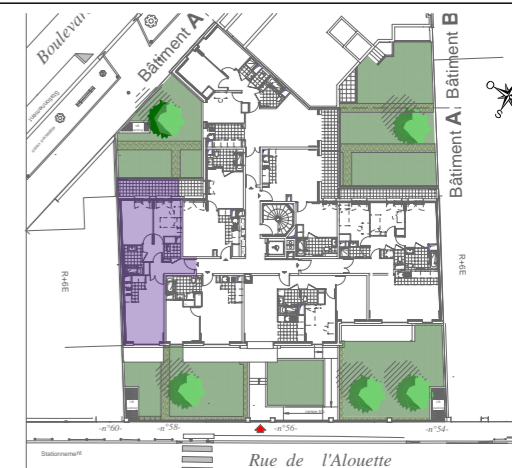 Boulevard
Bâtiment A
Bâtiment A
Bâtiment B
S
R+6E
R+6E
-n°60-
-n°58-
-n°56-
-n°54-
Stationnement
Rue de l'Alouette